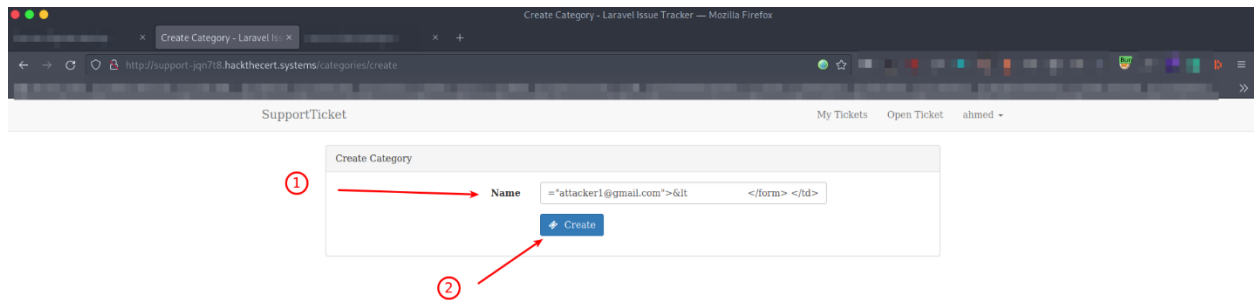 Create Category - Laravel Issue Tracker — Mozilla Firefox
Create Category - Laravel Iss
http://support-jqn7t8.hackthecert.systems/categories/create
SupportTicket
My Tickets Open Ticket ahmed
Create Category
1
Name ="attacker1@gmail.com">&lt </form> </td>
Create
2